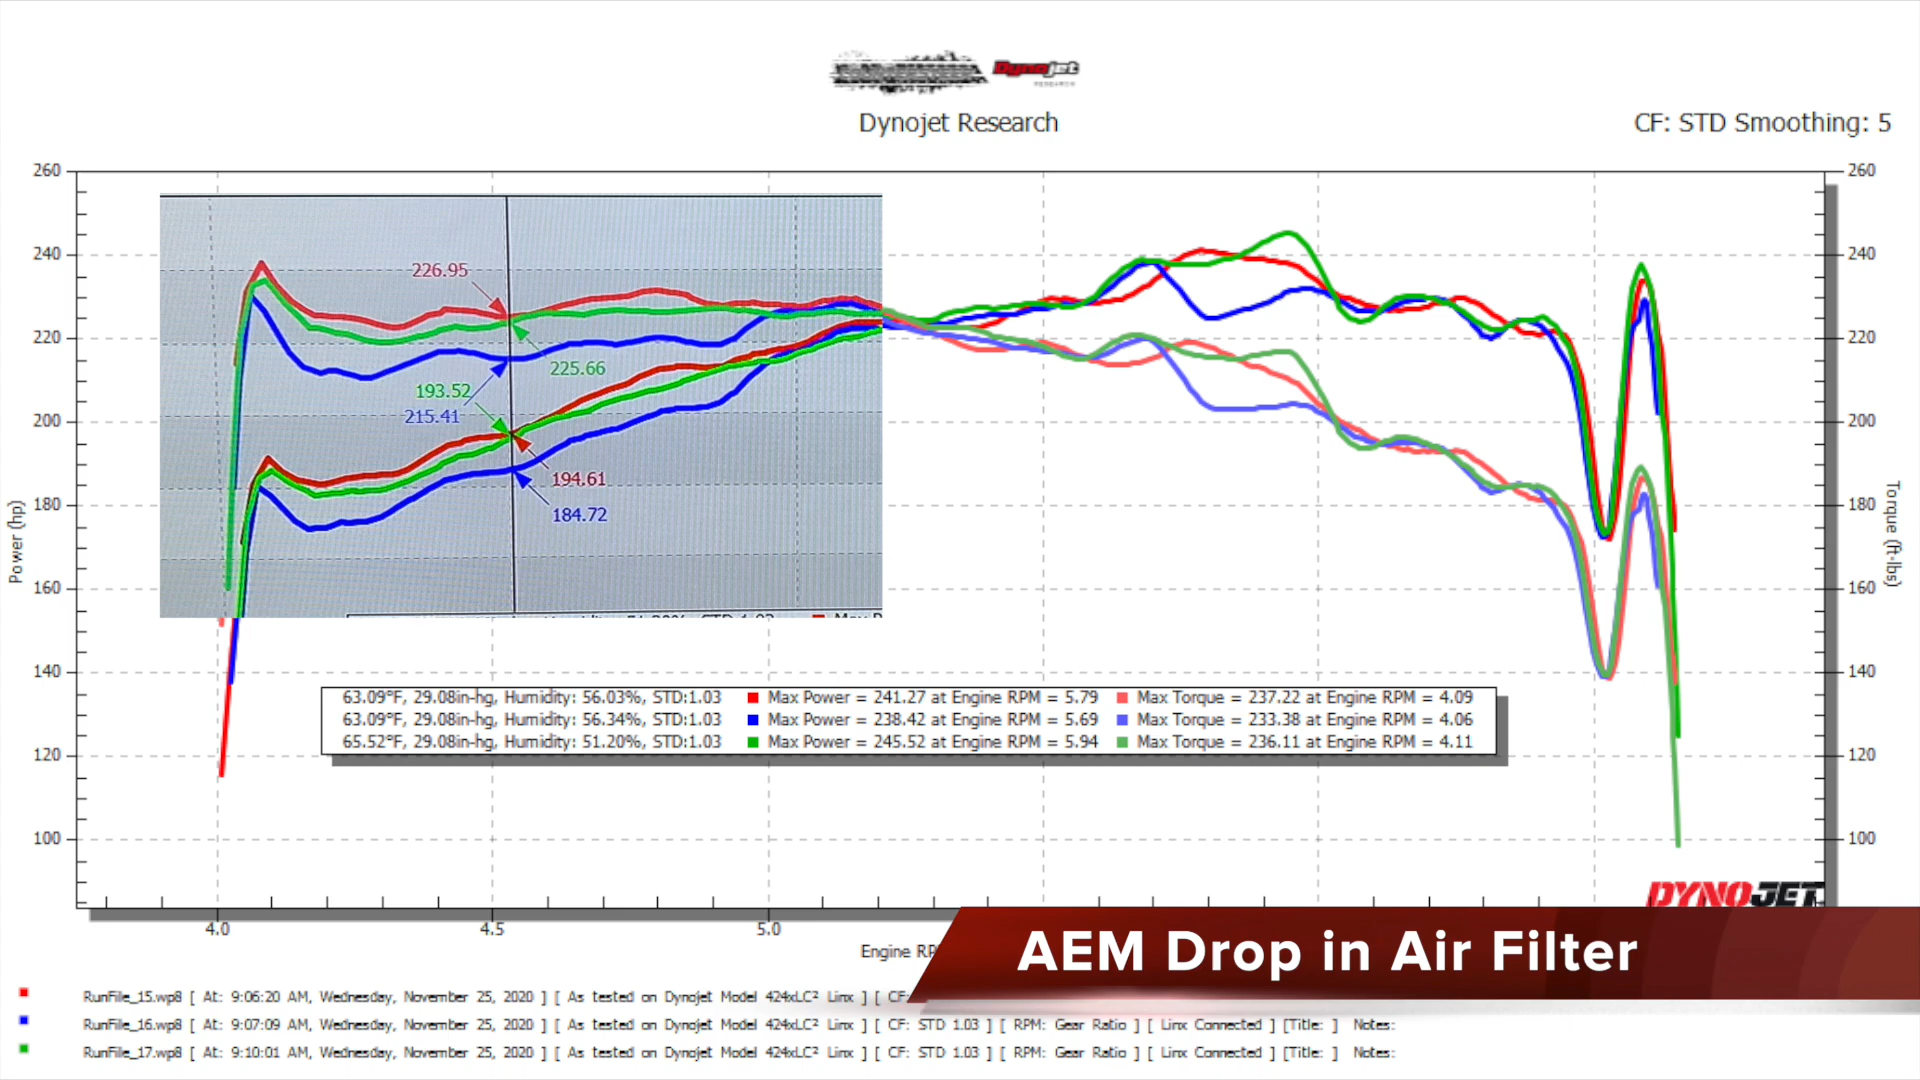 Dynojet
RESEARCH
Dynojet Research
CF: STD Smoothing: 5
260
240
220
200
180
160
140
120
100
Power (hp)
226.95
225.66
193.52
215.41
194.61
184.72
260
240
220
200
180
160
140
120
100
Torque (ft-lbs)
63.09°F, 29.08in-hg, Humidity: 56.03%, STD:1.03 Max Power = 241.27 at Engine RPM = 5.79 Max Torque = 237.22 at Engine RPM = 4.09
63.09°F, 29.08in-hg, Humidity: 56.34%, STD:1.03 Max Power = 238.42 at Engine RPM = 5.69 Max Torque = 233.38 at Engine RPM = 4.06
65.52°F, 29.08in-hg, Humidity: 51.20%, STD:1.03 Max Power = 245.52 at Engine RPM = 5.94 Max Torque = 236.11 at Engine RPM = 4.11
DYNOJET
4.0 4.5 5.0
Engine RP
AEM Drop in Air Filter
RunFile_15.wp8 [ At: 9:06:20 AM, Wednesday, November 25, 2020 ] [ As tested on Dynojet Model 424xLC² Linx ] [ CF:
RunFile_16.wp8 [ At: 9:07:09 AM, Wednesday, November 25, 2020 ] [ As tested on Dynojet Model 424xLC² Linx ] [ CF: STD 1.03 ] [ RPM: Gear Ratio ] [ Linx Connected ] [Title: ] Notes:
RunFile_17.wp8 [ At: 9:10:01 AM, Wednesday, November 25, 2020 ] [ As tested on Dynojet Model 424xLC² Linx ] [ CF: STD 1.03 ] [ RPM: Gear Ratio ] [ Linx Connected ] [Title: ] Notes: